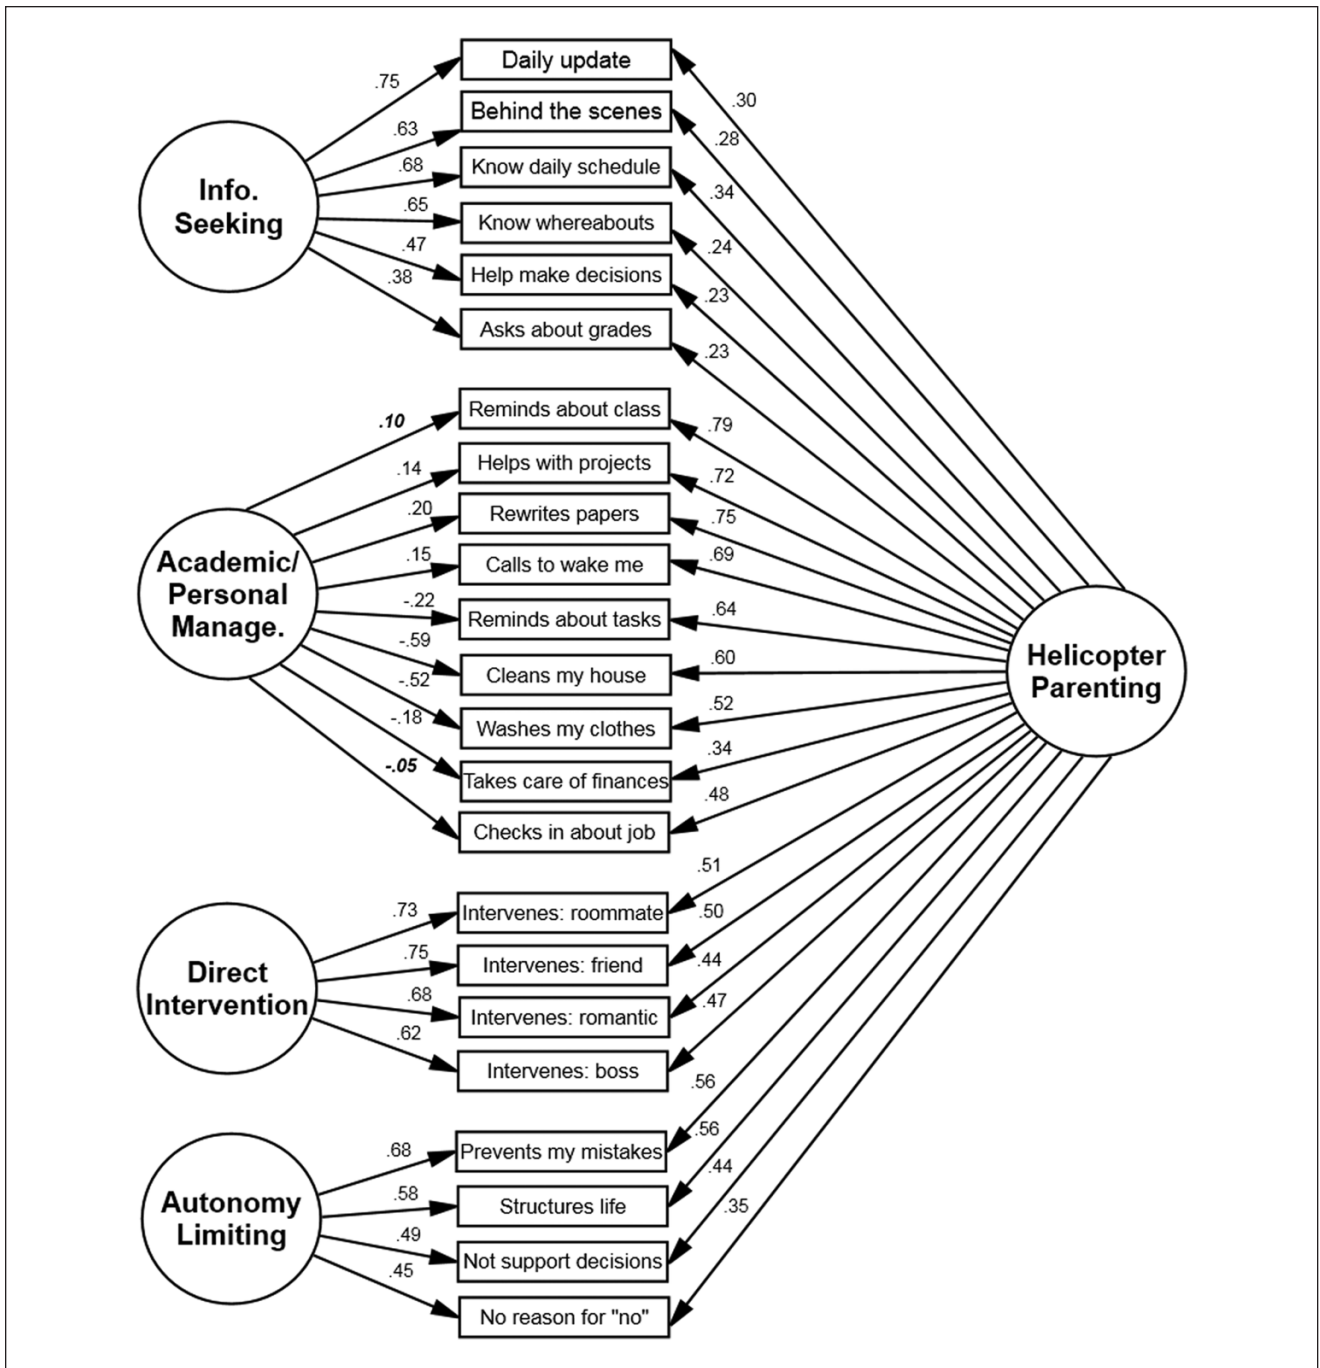 Daily update
.75
.30
Behind the scenes
.63
.28
Know daily schedule
.68
.34
Info.
Seeking
Know whereabouts
.65
.24
Help make decisions
.47
.23
Asks about grades
.38
.23
Reminds about class
.10
.79
Helps with projects
.14
.72
Rewrites papers
.20
.75
Calls to wake me
.15
.69
Academic/
Personal
Manage.
Reminds about tasks
-.22
.64
Cleans my house
-.59
.60
Helicopter
Parenting
Washes my clothes
-.52
.52
Takes care of finances
-.18
.34
Checks in about job
-.05
.48
Intervenes: roommate
.73
.51
Intervenes: friend
.75
.50
Direct
Intervention
Intervenes: romantic
.68
.44
Intervenes: boss
.62
.47
Prevents my mistakes
.68
.56
Structures life
.58
.56
Autonomy
Limiting
Not support decisions
.49
.44
No reason for "no"
.45
.35